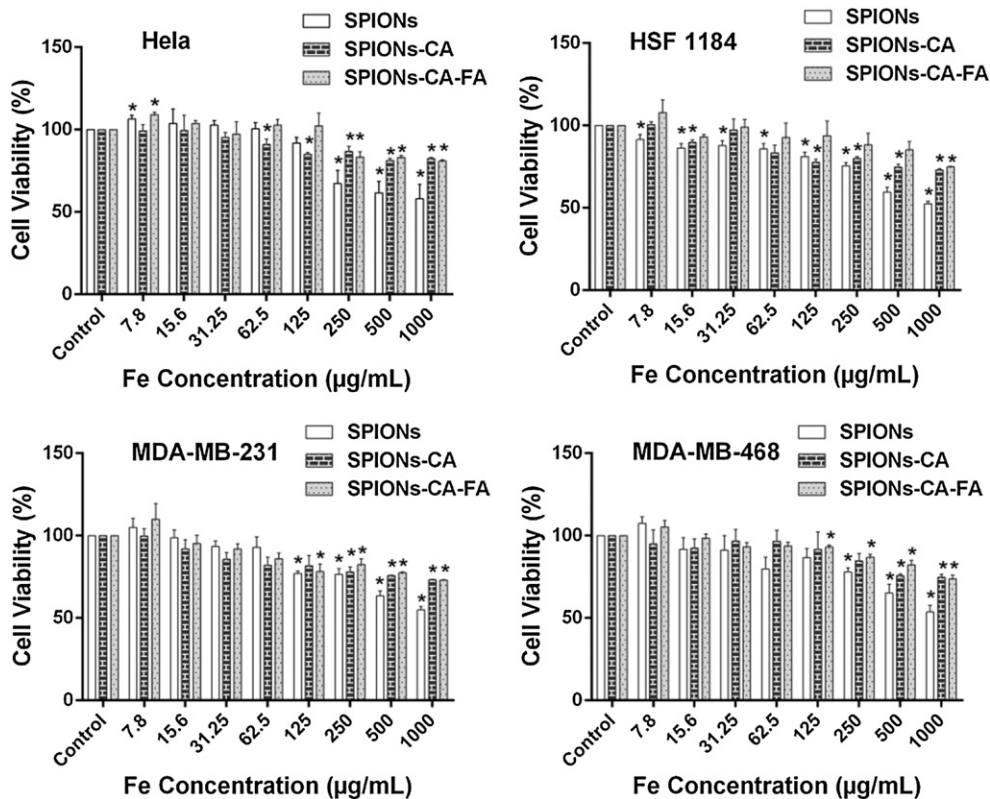 Hela
SPIONs
SPIONs-CA
SPIONs-CA-FA
Cell Viability (%)
150
100
50
0
* * * * * * * * * * * *
Control 7.8 15.6 31.25 62.5 125 250 500 1000
Fe Concentration (µg/mL)
HSF 1184
SPIONs
SPIONs-CA
SPIONs-CA-FA
Cell Viability (%)
150
100
50
0
* * * * * * * * * * * * * *
Control 7.8 15.6 31.25 62.5 125 250 500 1000
Fe Concentration (µg/mL)
MDA-MB-231
SPIONs
SPIONs-CA
SPIONs-CA-FA
Cell Viability (%)
150
100
50
0
* * * * * * * * * * *
Control 7.8 15.6 31.25 62.5 125 250 500 1000
Fe Concentration (µg/mL)
MDA-MB-468
SPIONs
SPIONs-CA
SPIONs-CA-FA
Cell Viability (%)
150
100
50
0
* * * * * * * * *
Control 7.8 15.6 31.25 62.5 125 250 500 1000
Fe Concentration (µg/mL)